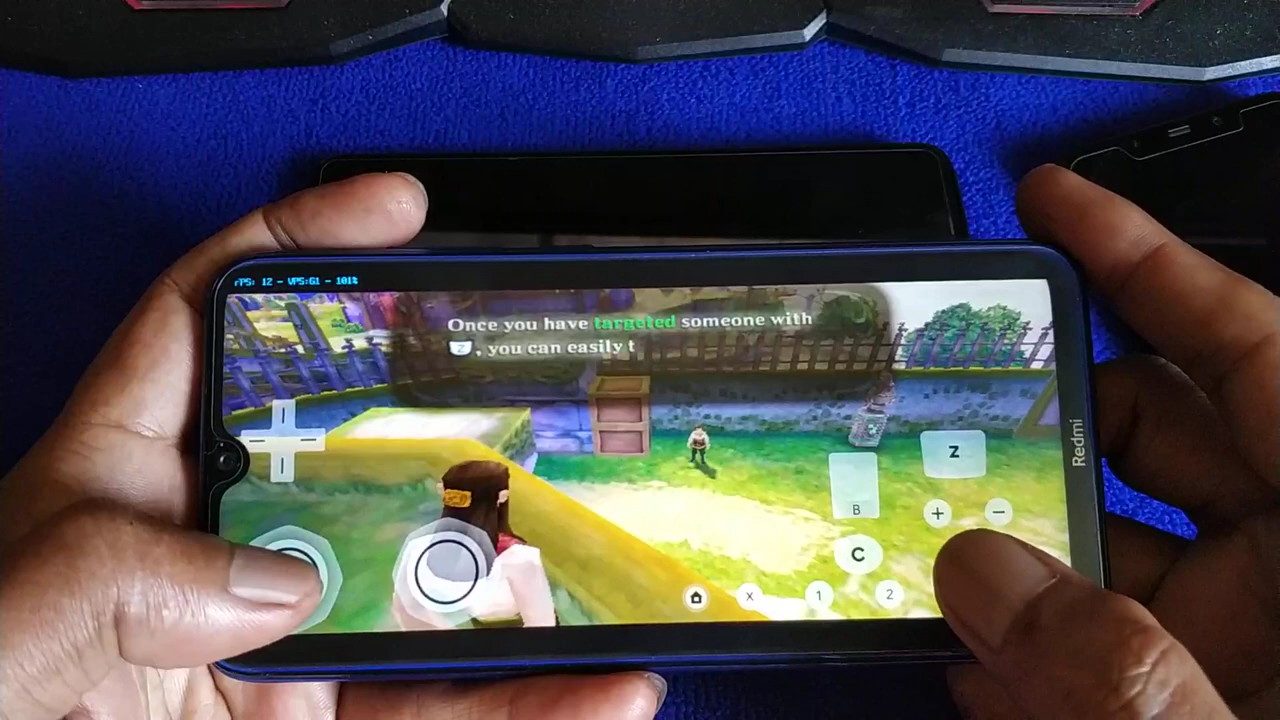 FPS: 12 - VPS:61 - 101%
Once you have targeted someone with
Z, you can easily t
Z
B
+ −
C
X 1 2
Redmi